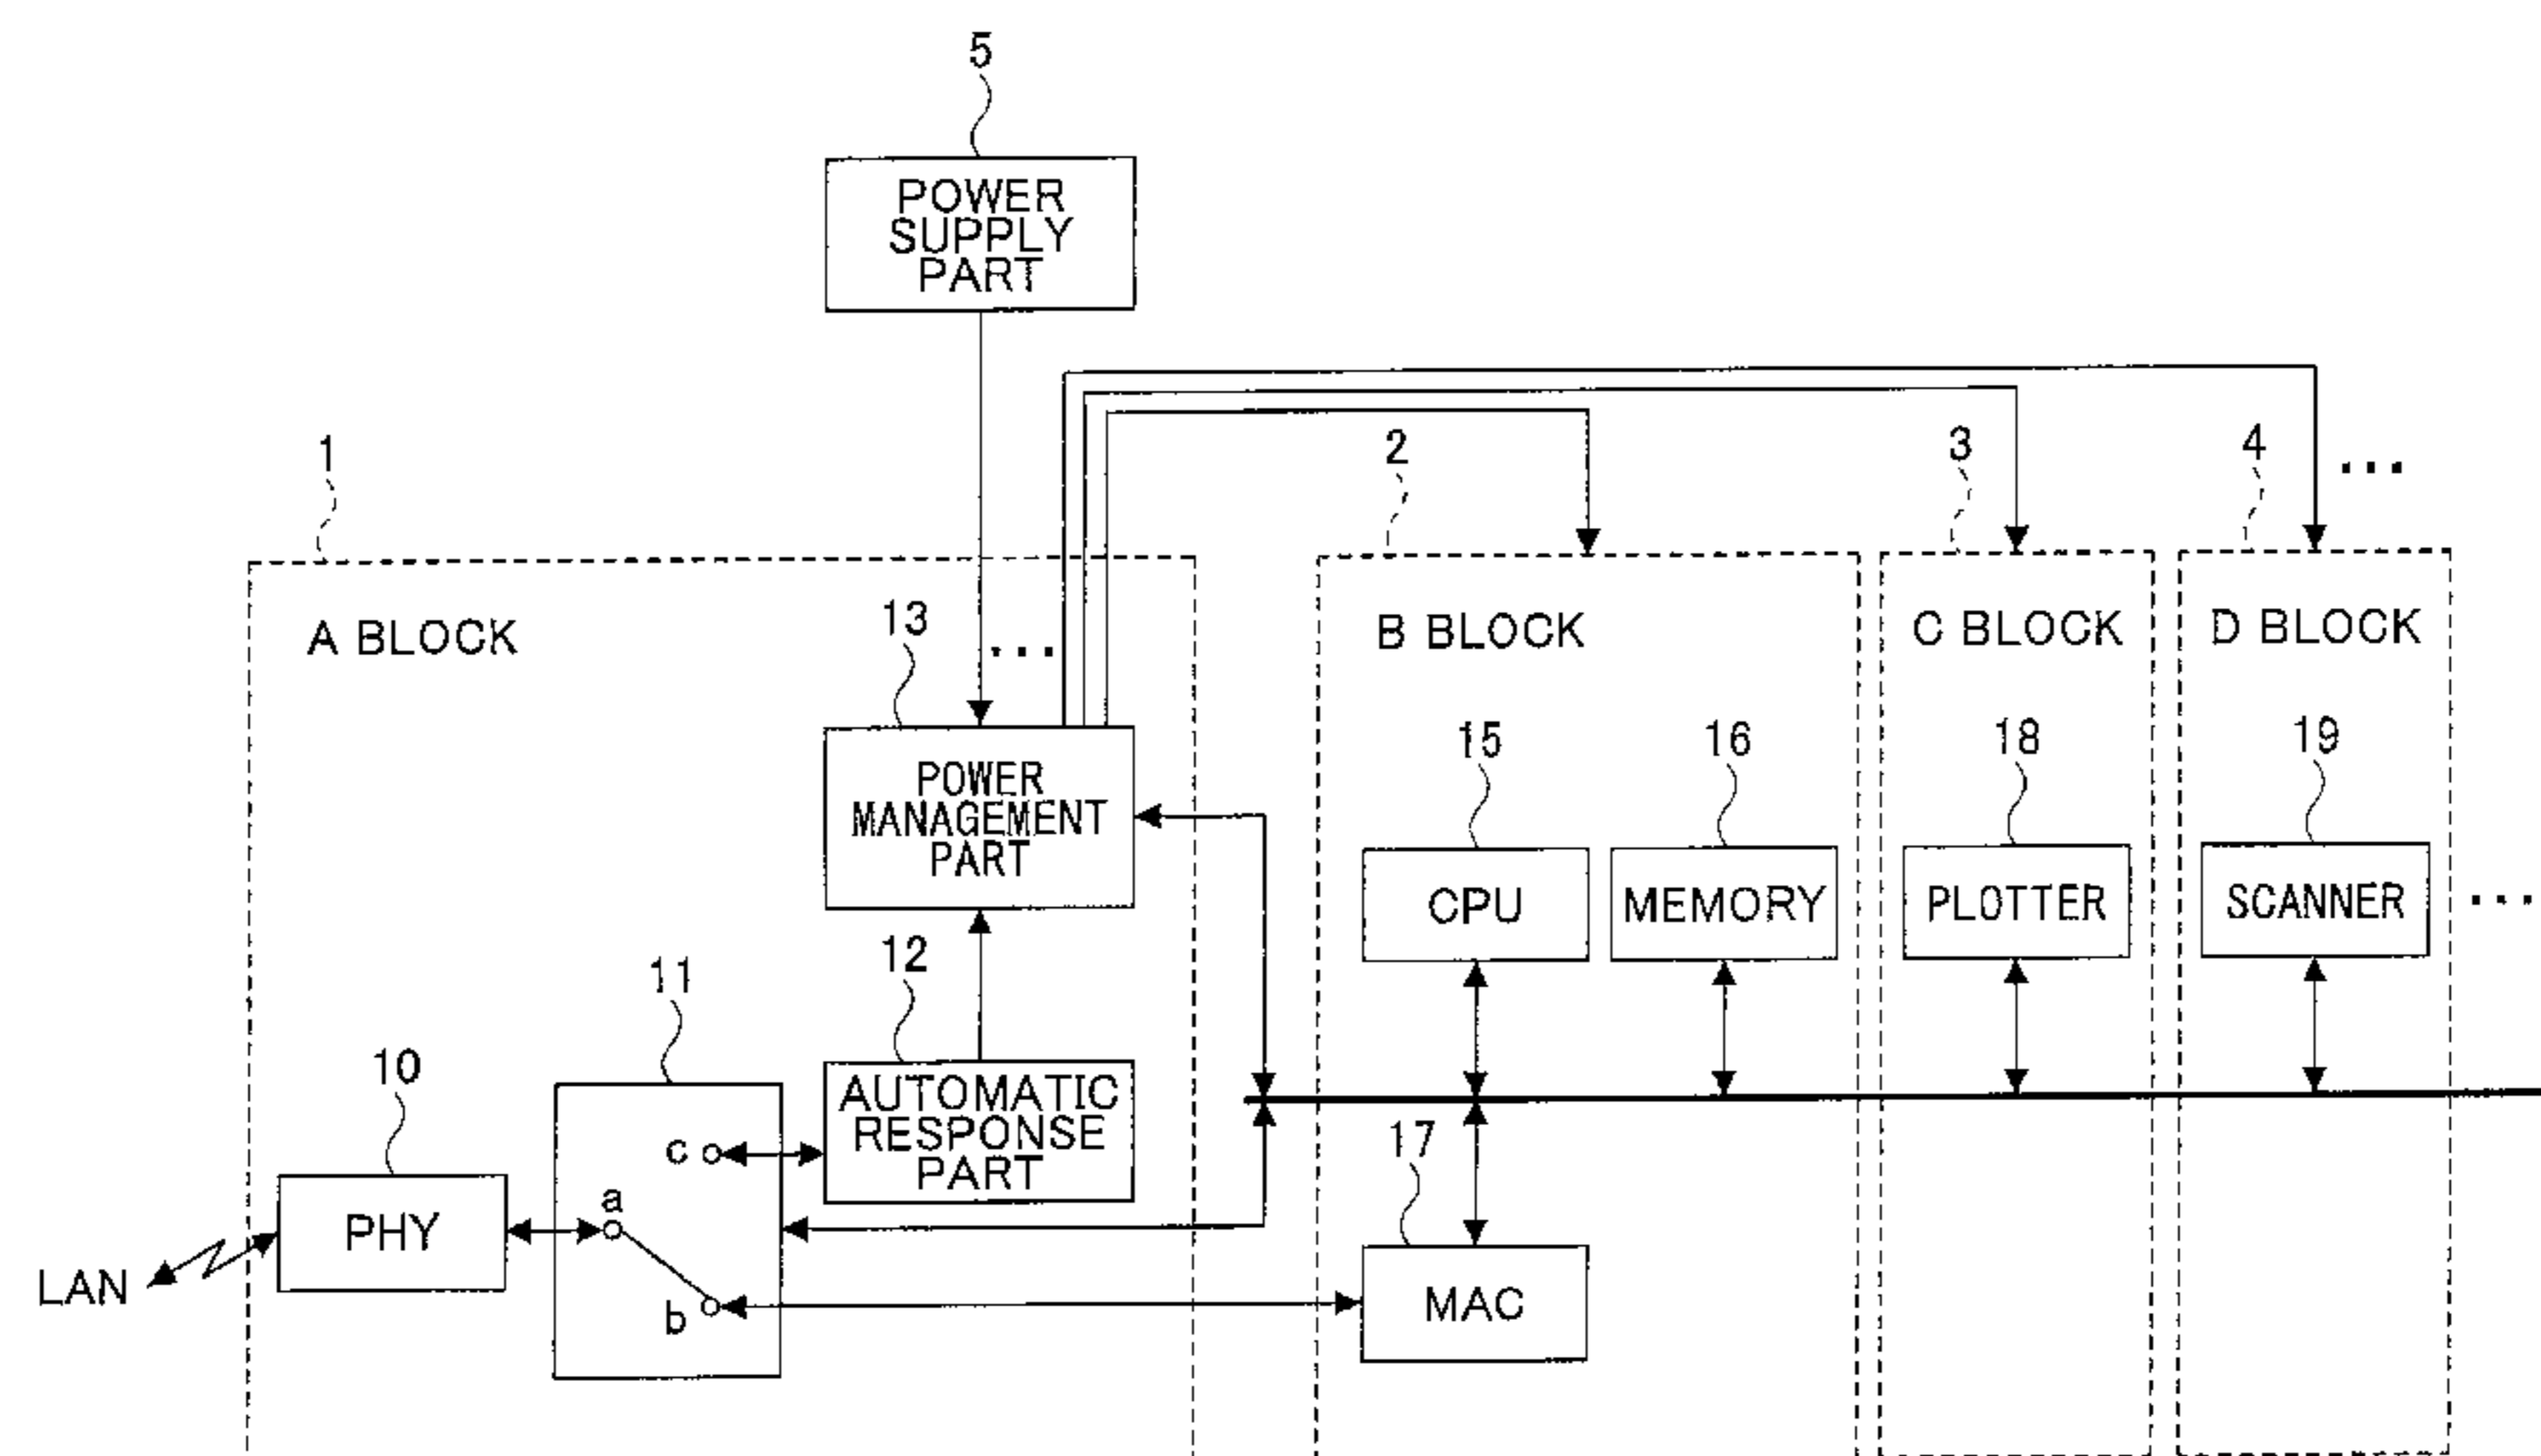 5
POWER
SUPPLY
PART
1
2
3
4
...
A BLOCK
13
...
B BLOCK
C BLOCK
D BLOCK
POWER
MANAGEMENT
PART
15
16
18
19
CPU
MEMORY
PLOTTER
SCANNER
...
12
11
10
AUTOMATIC
RESPONSE
PART
c
a
b
PHY
LAN
17
MAC